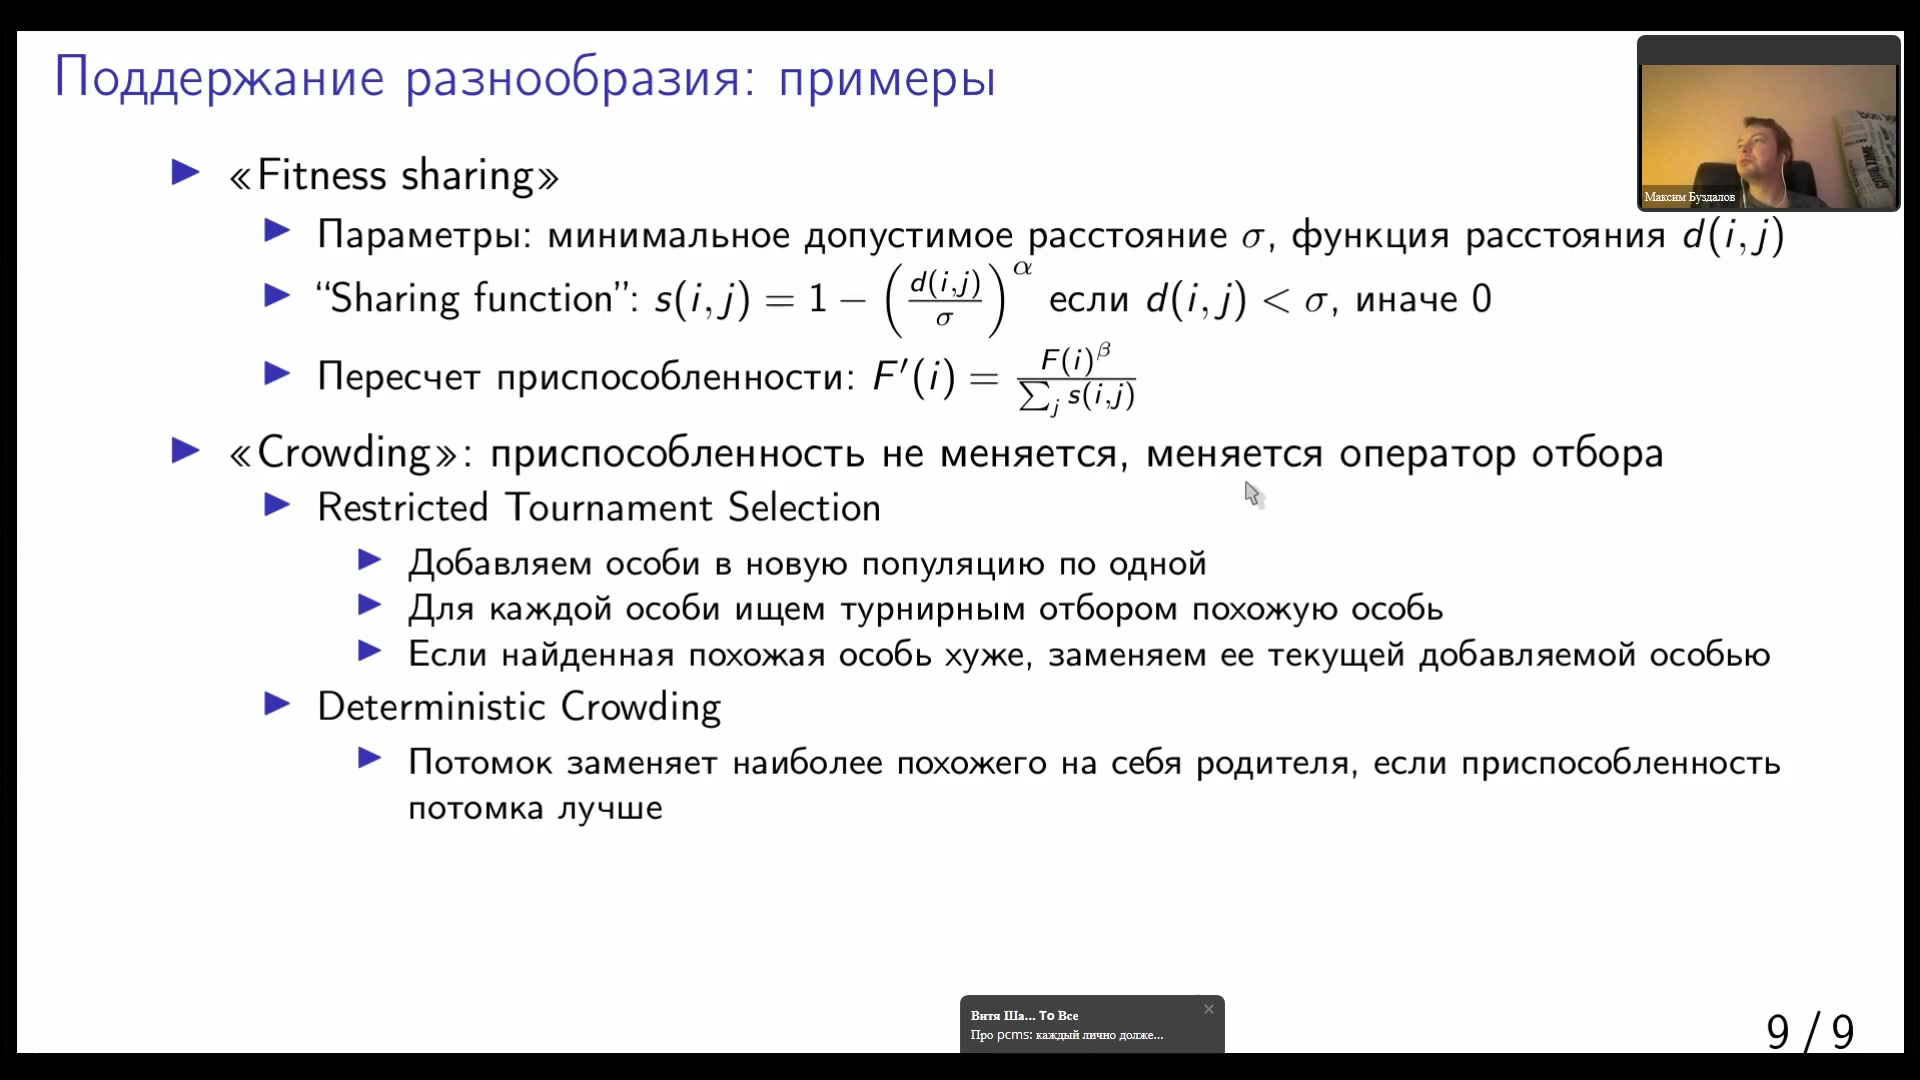 Поддержание разнообразия: примеры
«Fitness sharing»
Параметры: минимальное допустимое расстояние σ, функция расстояния d(i,j)
“Sharing function”: s(i,j) = 1 − (d(i,j)/σ)^α если d(i,j) < σ, иначе 0
Пересчет приспособленности: F′(i) = F(i)^β / ∑_j s(i,j)
«Crowding»: приспособленность не меняется, меняется оператор отбора
Restricted Tournament Selection
Добавляем особи в новую популяцию по одной
Для каждой особи ищем турнирным отбором похожую особь
Если найденная похожая особь хуже, заменяем ее текущей добавляемой особью
Deterministic Crowding
Потомок заменяет наиболее похожего на себя родителя, если приспособленность
потомка лучше
Максим Буздалов
Витя Ша... To Все
Про pcms: каждый лично долже...
9 / 9